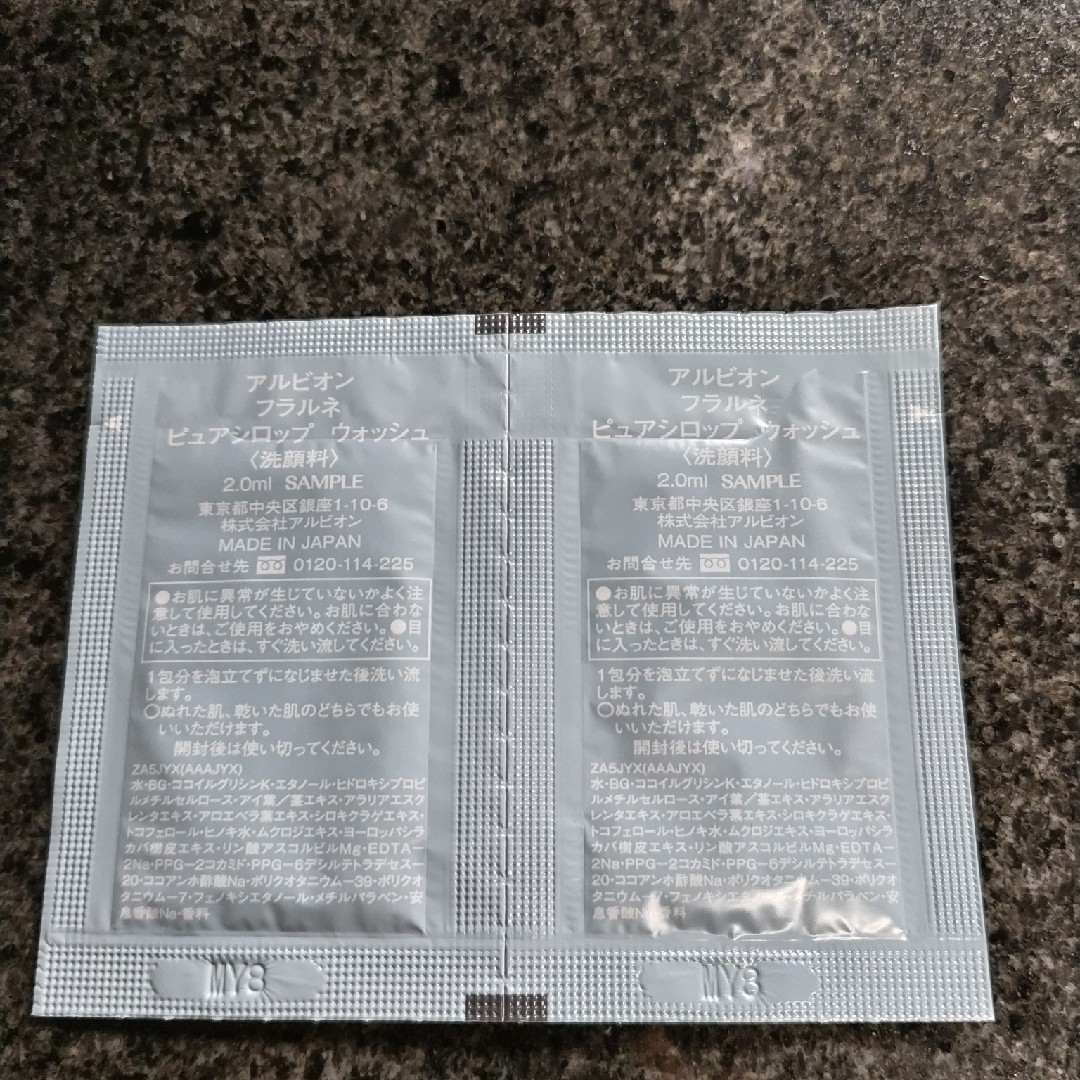 アルビオン
フラルネ
ピュアシロップ ウォッシュ
〈洗顔料〉
2.0ml SAMPLE
東京都中央区銀座1-10-6
株式会社アルビオン
MADE IN JAPAN
お問合せ先 0120-114-225
●お肌に異常が生じていないかよく注
意して使用してください。お肌に合わな
いときは、ご使用をおやめください。●目
に入ったときは、すぐ洗い流してください。
1包分を泡立てずになじませた後洗い流
します。
○ぬれた肌、乾いた肌のどちらでもお使
いいただけます。
開封後は使い切ってください。
ZA5JYX(AAAJYX)
水・BG・ココイルグリシンK・エタノール・ヒドロキシプロピ
ルメチルセルロース・アイ葉/茎エキス・アラリアエスク
レンタエキス・アロエベラ葉エキス・シロキクラゲエキス・
トコフェロール・ヒノキ水・ムクロジエキス・ヨーロッパシラ
カバ樹皮エキス・リン酸アスコルビルMg・EDTA−
2Na・PPG−2コカミド・PPG−6デシルテトラデセス−
20・ココアンホ酢酸Na・ポリクオタニウム−39・ポリクオ
タニウム−7・フェノキシエタノール・メチルパラベン・安
息香酸Na・香料
MY8
アルビオン
フラルネ
ピュアシロップ ウォッシュ
〈洗顔料〉
2.0ml SAMPLE
東京都中央区銀座1-10-6
株式会社アルビオン
MADE IN JAPAN
お問合せ先 0120-114-225
●お肌に異常が生じていないかよく注
意して使用してください。お肌に合わな
いときは、ご使用をおやめください。●目
に入ったときは、すぐ洗い流してください。
1包分を泡立てずになじませた後洗い流
します。
○ぬれた肌、乾いた肌のどちらでもお使
いいただけます。
開封後は使い切ってください。
ZA5JYX(AAAJYX)
水・BG・ココイルグリシンK・エタノール・ヒドロキシプロピ
ルメチルセルロース・アイ葉/茎エキス・アラリアエスク
レンタエキス・アロエベラ葉エキス・シロキクラゲエキス・
トコフェロール・ヒノキ水・ムクロジエキス・ヨーロッパシラ
カバ樹皮エキス・リン酸アスコルビルMg・EDTA−
2Na・PPG−2コカミド・PPG−6デシルテトラデセス−
20・ココアンホ酢酸Na・ポリクオタニウム−39・ポリクオ
タニウム−7・フェノキシエタノール・メチルパラベン・安
息香酸Na・香料
MY8